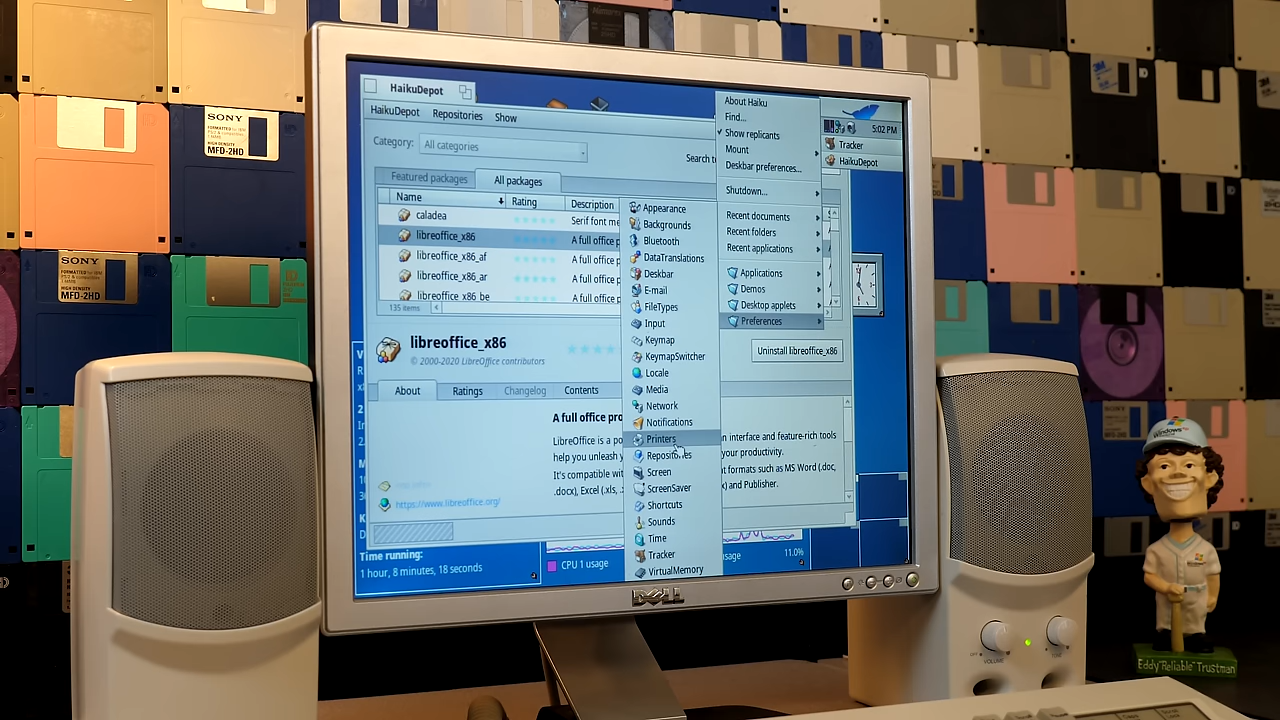 SONY
FORMATTED for IBM
HIGH DENSITY
MFD-2HD
SONY
MFD-2HD
HaikuDepot
HaikuDepot Repositories Show
Category: All categories
Search
Featured packages All packages
Name Rating Description
caladea Serif font
libreoffice_x86 A full office
libreoffice_x86_af A full office
libreoffice_x86_ar A full office
libreoffice_x86_be A full office
135 items
libreoffice_x86
© 2000-2020 LibreOffice contributors
Uninstall libreoffice_x86
About Ratings Changelog Contents
A full office
LibreOffice is a interface and feature-rich tools
help you unleash your productivity.
It's compatible formats such as MS Word (.doc,
.docx), Excel (.xls, and Publisher.
https://www.libreoffice.org/
Time running:
1 hour, 8 minutes, 18 seconds
CPU 1 usage
11.0%
About Haiku
Find...
Show replicants
Mount
Deskbar preferences...
Shutdown...
Recent documents
Recent folders
Recent applications
Applications
Demos
Desktop applets
Preferences
5:02 PM
Tracker
HaikuDepot
Appearance
Backgrounds
Bluetooth
DataTranslations
Deskbar
E-mail
FileTypes
Input
Keymap
KeymapSwitcher
Locale
Media
Network
Notifications
Printers
Repositories
Screen
ScreenSaver
Shortcuts
Sounds
Time
Tracker
VirtualMemory
DELL
VOLUME
Windows
Eddy "Reliable" Trustman